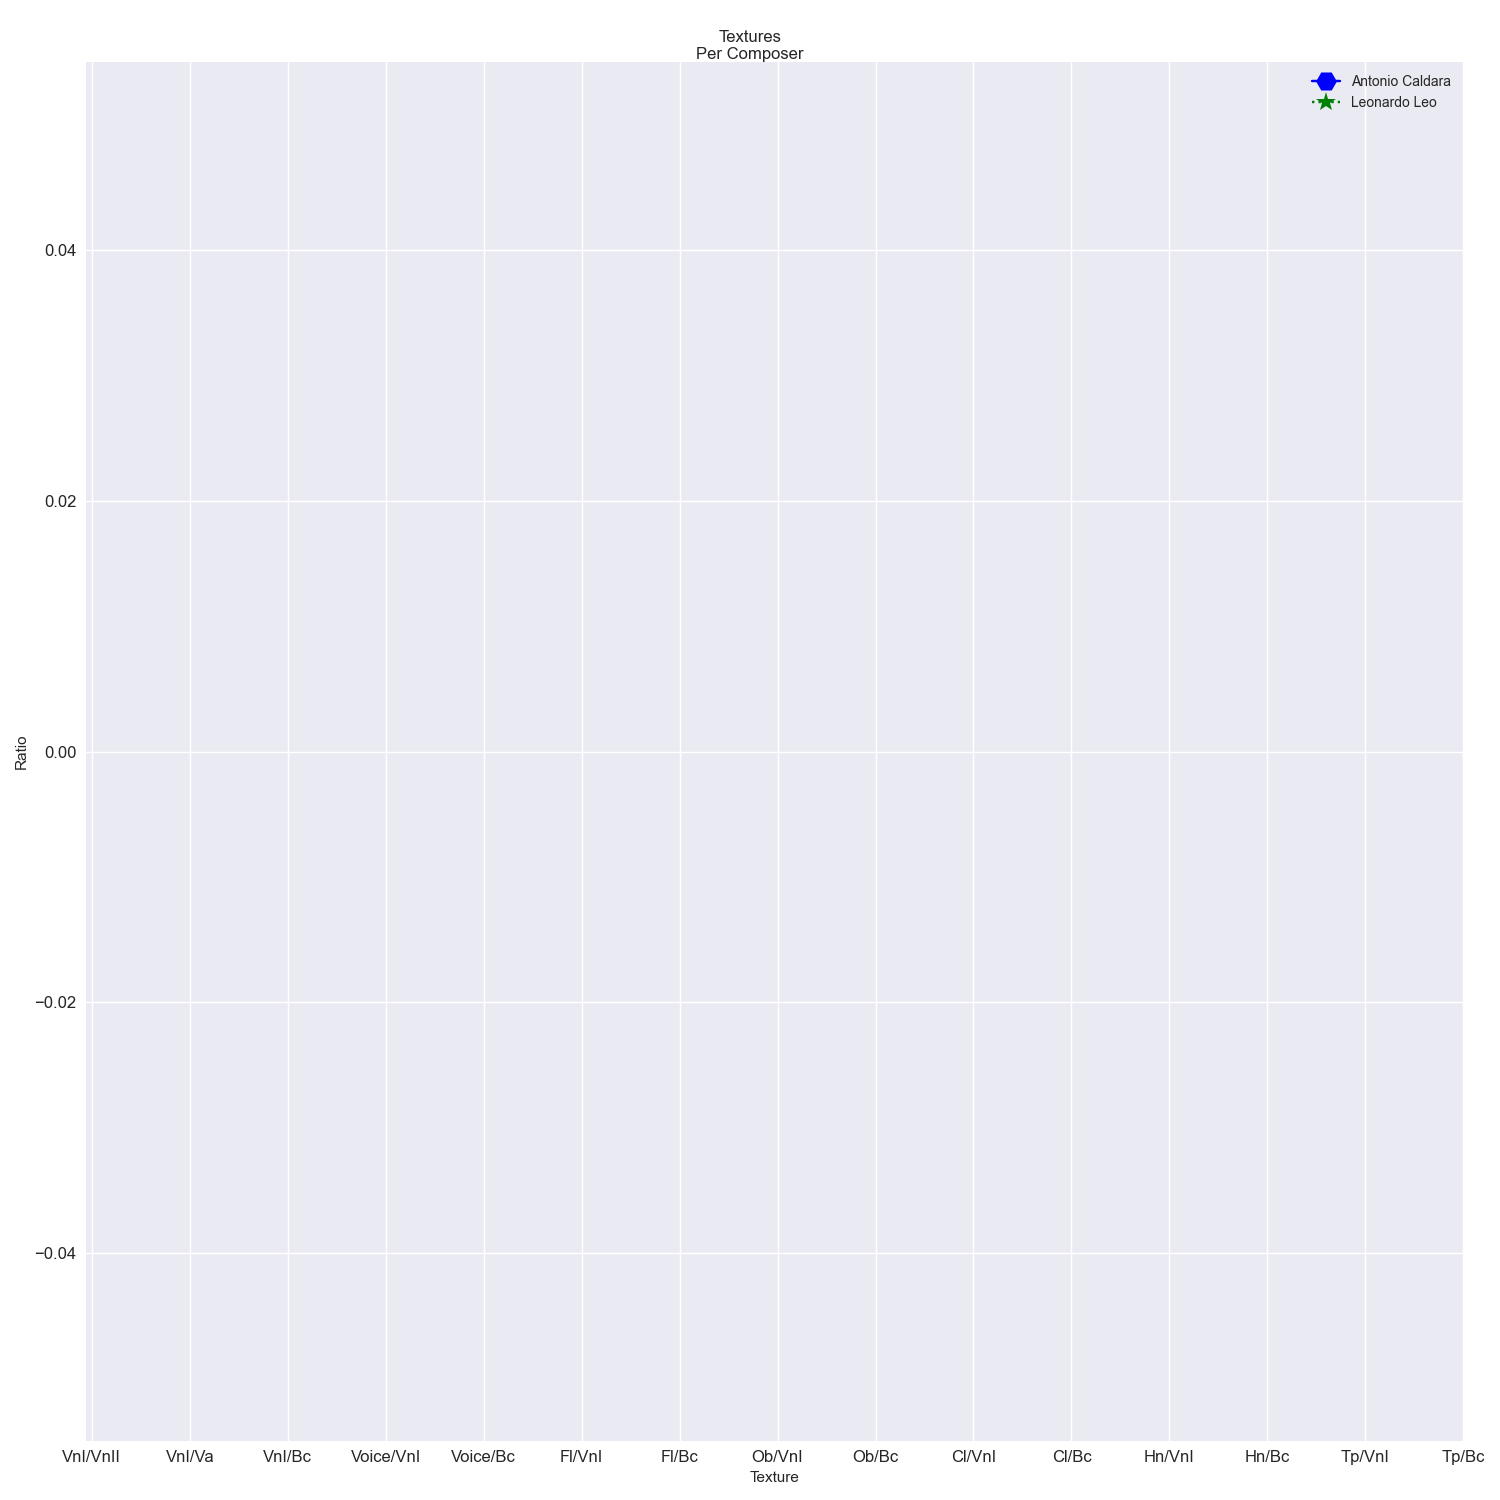 Textures
Per Composer
Antonio Caldara
Leonardo Leo
0.04
0.02
0.00
−0.02
−0.04
Ratio
VnI/VnII VnI/Va VnI/Bc Voice/VnI Voice/Bc Fl/VnI Fl/Bc Ob/VnI Ob/Bc Cl/VnI Cl/Bc Hn/VnI Hn/Bc Tp/VnI Tp/Bc
Texture